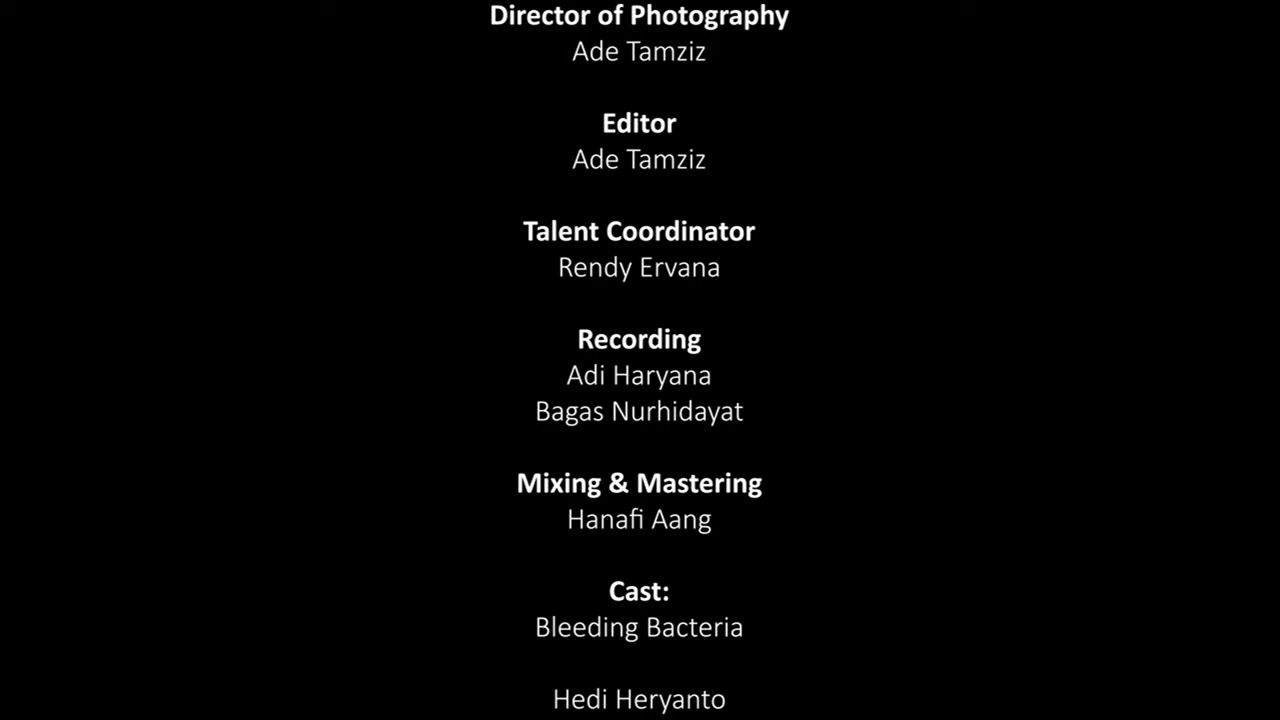 Director of Photography
Ade Tamziz
Editor
Ade Tamziz
Talent Coordinator
Rendy Ervana
Recording
Adi Haryana
Bagas Nurhidayat
Mixing & Mastering
Hanafi Aang
Cast:
Bleeding Bacteria
Hedi Heryanto